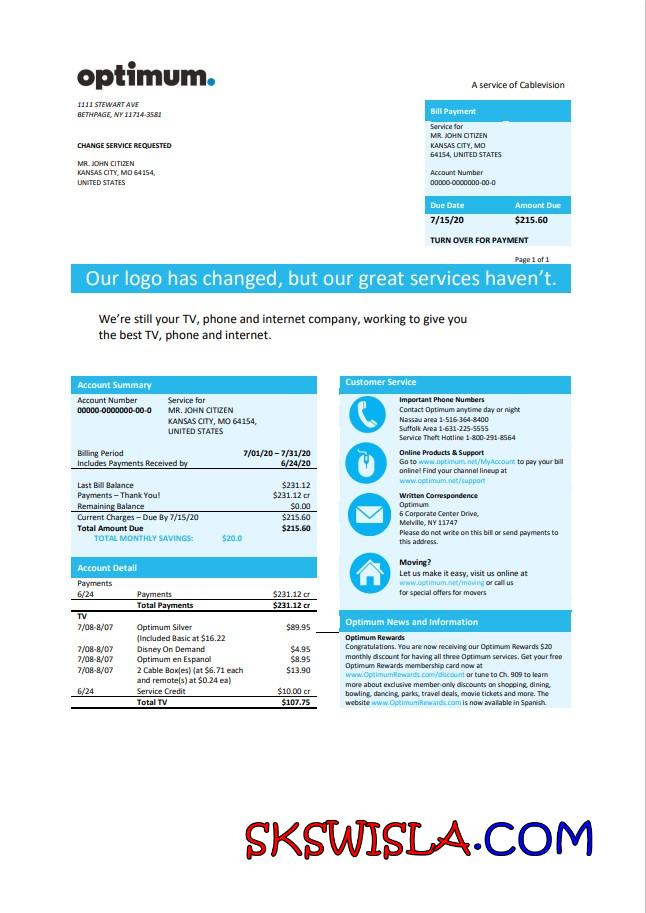 optimum.
A service of Cablevision
1111 STEWART AVE
BETHPAGE, NY 11714-3581
CHANGE SERVICE REQUESTED
MR. JOHN CITIZEN
KANSAS CITY, MO 64154,
UNITED STATES
Bill Payment
Service for
MR. JOHN CITIZEN
KANSAS CITY, MO
64154, UNITED STATES
Account Number
00000-0000000-00-0
Due Date Amount Due
7/15/20 $215.60
TURN OVER FOR PAYMENT
Page 1 of 1
Our logo has changed, but our great services haven't.
We're still your TV, phone and internet company, working to give you
the best TV, phone and internet.
Account Summary
Account Number Service for
00000-0000000-00-0 MR. JOHN CITIZEN
KANSAS CITY, MO 64154,
UNITED STATES
Billing Period 7/01/20 – 7/31/20
Includes Payments Received by 6/24/20
Last Bill Balance $231.12
Payments – Thank You! $231.12 cr
Remaining Balance $0.00
Current Charges – Due By 7/15/20 $215.60
Total Amount Due $215.60
TOTAL MONTHLY SAVINGS: $20.0
Account Detail
Payments
6/24 Payments $231.12 cr
Total Payments $231.12 cr
TV
7/08-8/07 Optimum Silver $89.95
(Included Basic at $16.22
7/08-8/07 Disney On Demand $4.95
7/08-8/07 Optimum en Espanol $8.95
7/08-8/07 2 Cable Box(es) (at $6.71 each $13.90
and remote(s) at $0.24 ea)
6/24 Service Credit $10.00 cr
Total TV $107.75
Customer Service
Important Phone Numbers
Contact Optimum anytime day or night
Nassau area 1-516-364-8400
Suffolk Area 1-631-225-5555
Service Theft Hotline 1-800-291-8564
Online Products & Support
Go to www.optimum.net/MyAccount to pay your bill
online! Find your channel lineup at
www.optimum.net/support
Written Correspondence
Optimum
6 Corporate Center Drive,
Melville, NY 11747
Please do not write on this bill or send payments to
this address.
Moving?
Let us make it easy, visit us online at
www.optimum.net/moving or call us
for special offers for movers
Optimum News and Information
Optimum Rewards
Congratulations. You are now receiving our Optimum Rewards $20
monthly discount for having all three Optimum services. Get your free
Optimum Rewards membership card now at
www.OptimumRewards.com/discount or tune to Ch. 909 to learn
more about exclusive member-only discounts on shopping, dining,
bowling, dancing, parks, travel deals, movie tickets and more. The
website www.OptimumRewards.com is now available in Spanish.
SKSWISLA.COM